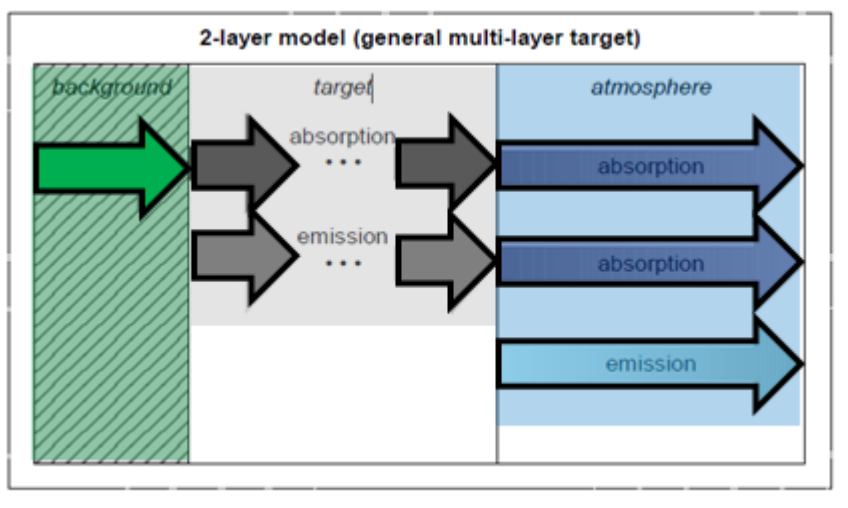 2-layer model (general multi-layer target)
background target atmosphere
absorption
• • •
absorption
emission
• • •
absorption
emission